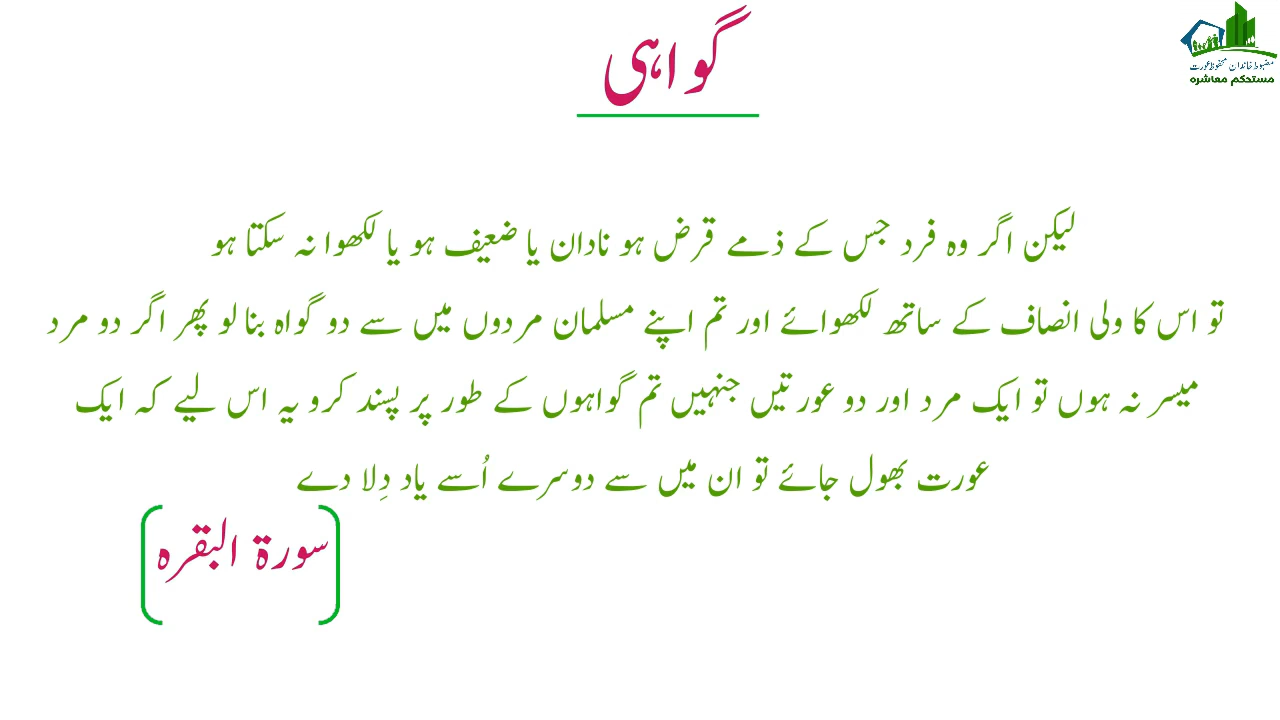 گواہی
مضبوط خاندان محفوظ عورت
مستحکم معاشرہ
لیکن اگر وہ فرد جس کے ذمے قرض ہو نادان یا ضعیف ہو یا لکھوا نہ سکتا ہو
تو اس کا ولی انصاف کے ساتھ لکھوائے اور تم اپنے مسلمان مردوں میں سے دو گواہ بنا لو پھر اگر دو مرد
میسر نہ ہوں تو ایک مرد اور دو عورتیں جنہیں تم گواہوں کے طور پر پسند کرو یہ اس لیے کہ ایک
عورت بھول جائے تو ان میں سے دوسرے اُسے یاد دِلا دے
سورۃ البقرہ